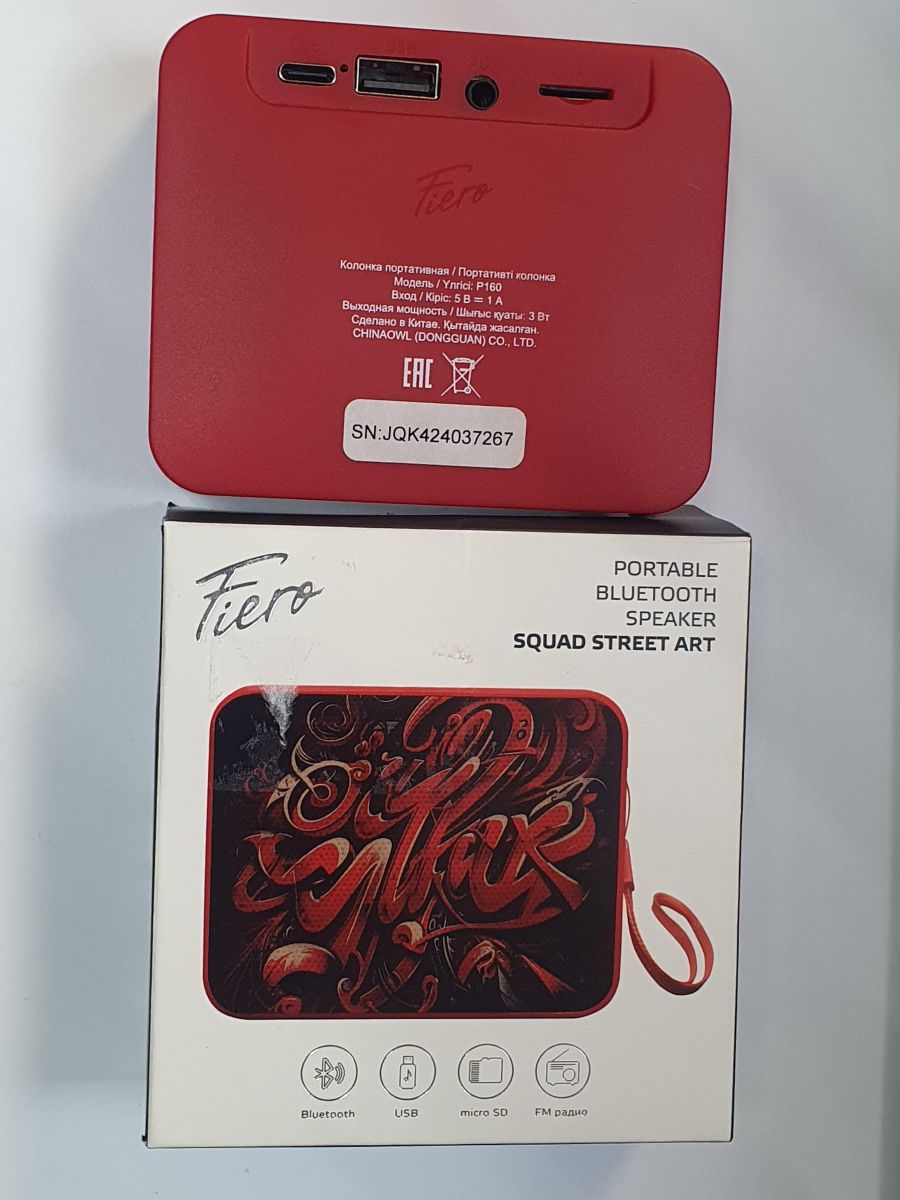 USB
AUX
Fiero
Колонка портативная / Портативті колонка
Модель / Үлгісі: P160
Вход / Кіріс: 5 В ⎓ 1 А
Выходная мощность / Шығыс қуаты: 3 Вт
Сделано в Китае. Қытайда жасалған.
CHINAOWL (DONGGUAN) CO., LTD.
EAC
SN:JQK424037267
Fiero
PORTABLE
BLUETOOTH
SPEAKER
SQUAD STREET ART
Bluetooth
USB
micro SD
FM радио